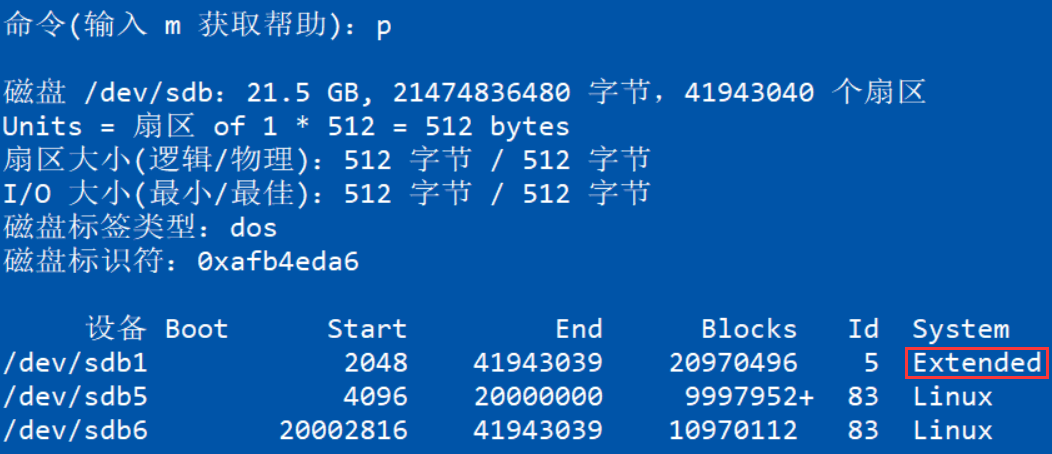 命令(输入 m 获取帮助)：p
磁盘 /dev/sdb：21.5 GB, 21474836480 字节，41943040 个扇区
Units = 扇区 of 1 * 512 = 512 bytes
扇区大小(逻辑/物理)：512 字节 / 512 字节
I/O 大小(最小/最佳)：512 字节 / 512 字节
磁盘标签类型：dos
磁盘标识符：0xafb4eda6
设备 Boot Start End Blocks Id System
/dev/sdb1 2048 41943039 20970496 5 Extended
/dev/sdb5 4096 20000000 9997952+ 83 Linux
/dev/sdb6 20002816 41943039 10970112 83 Linux